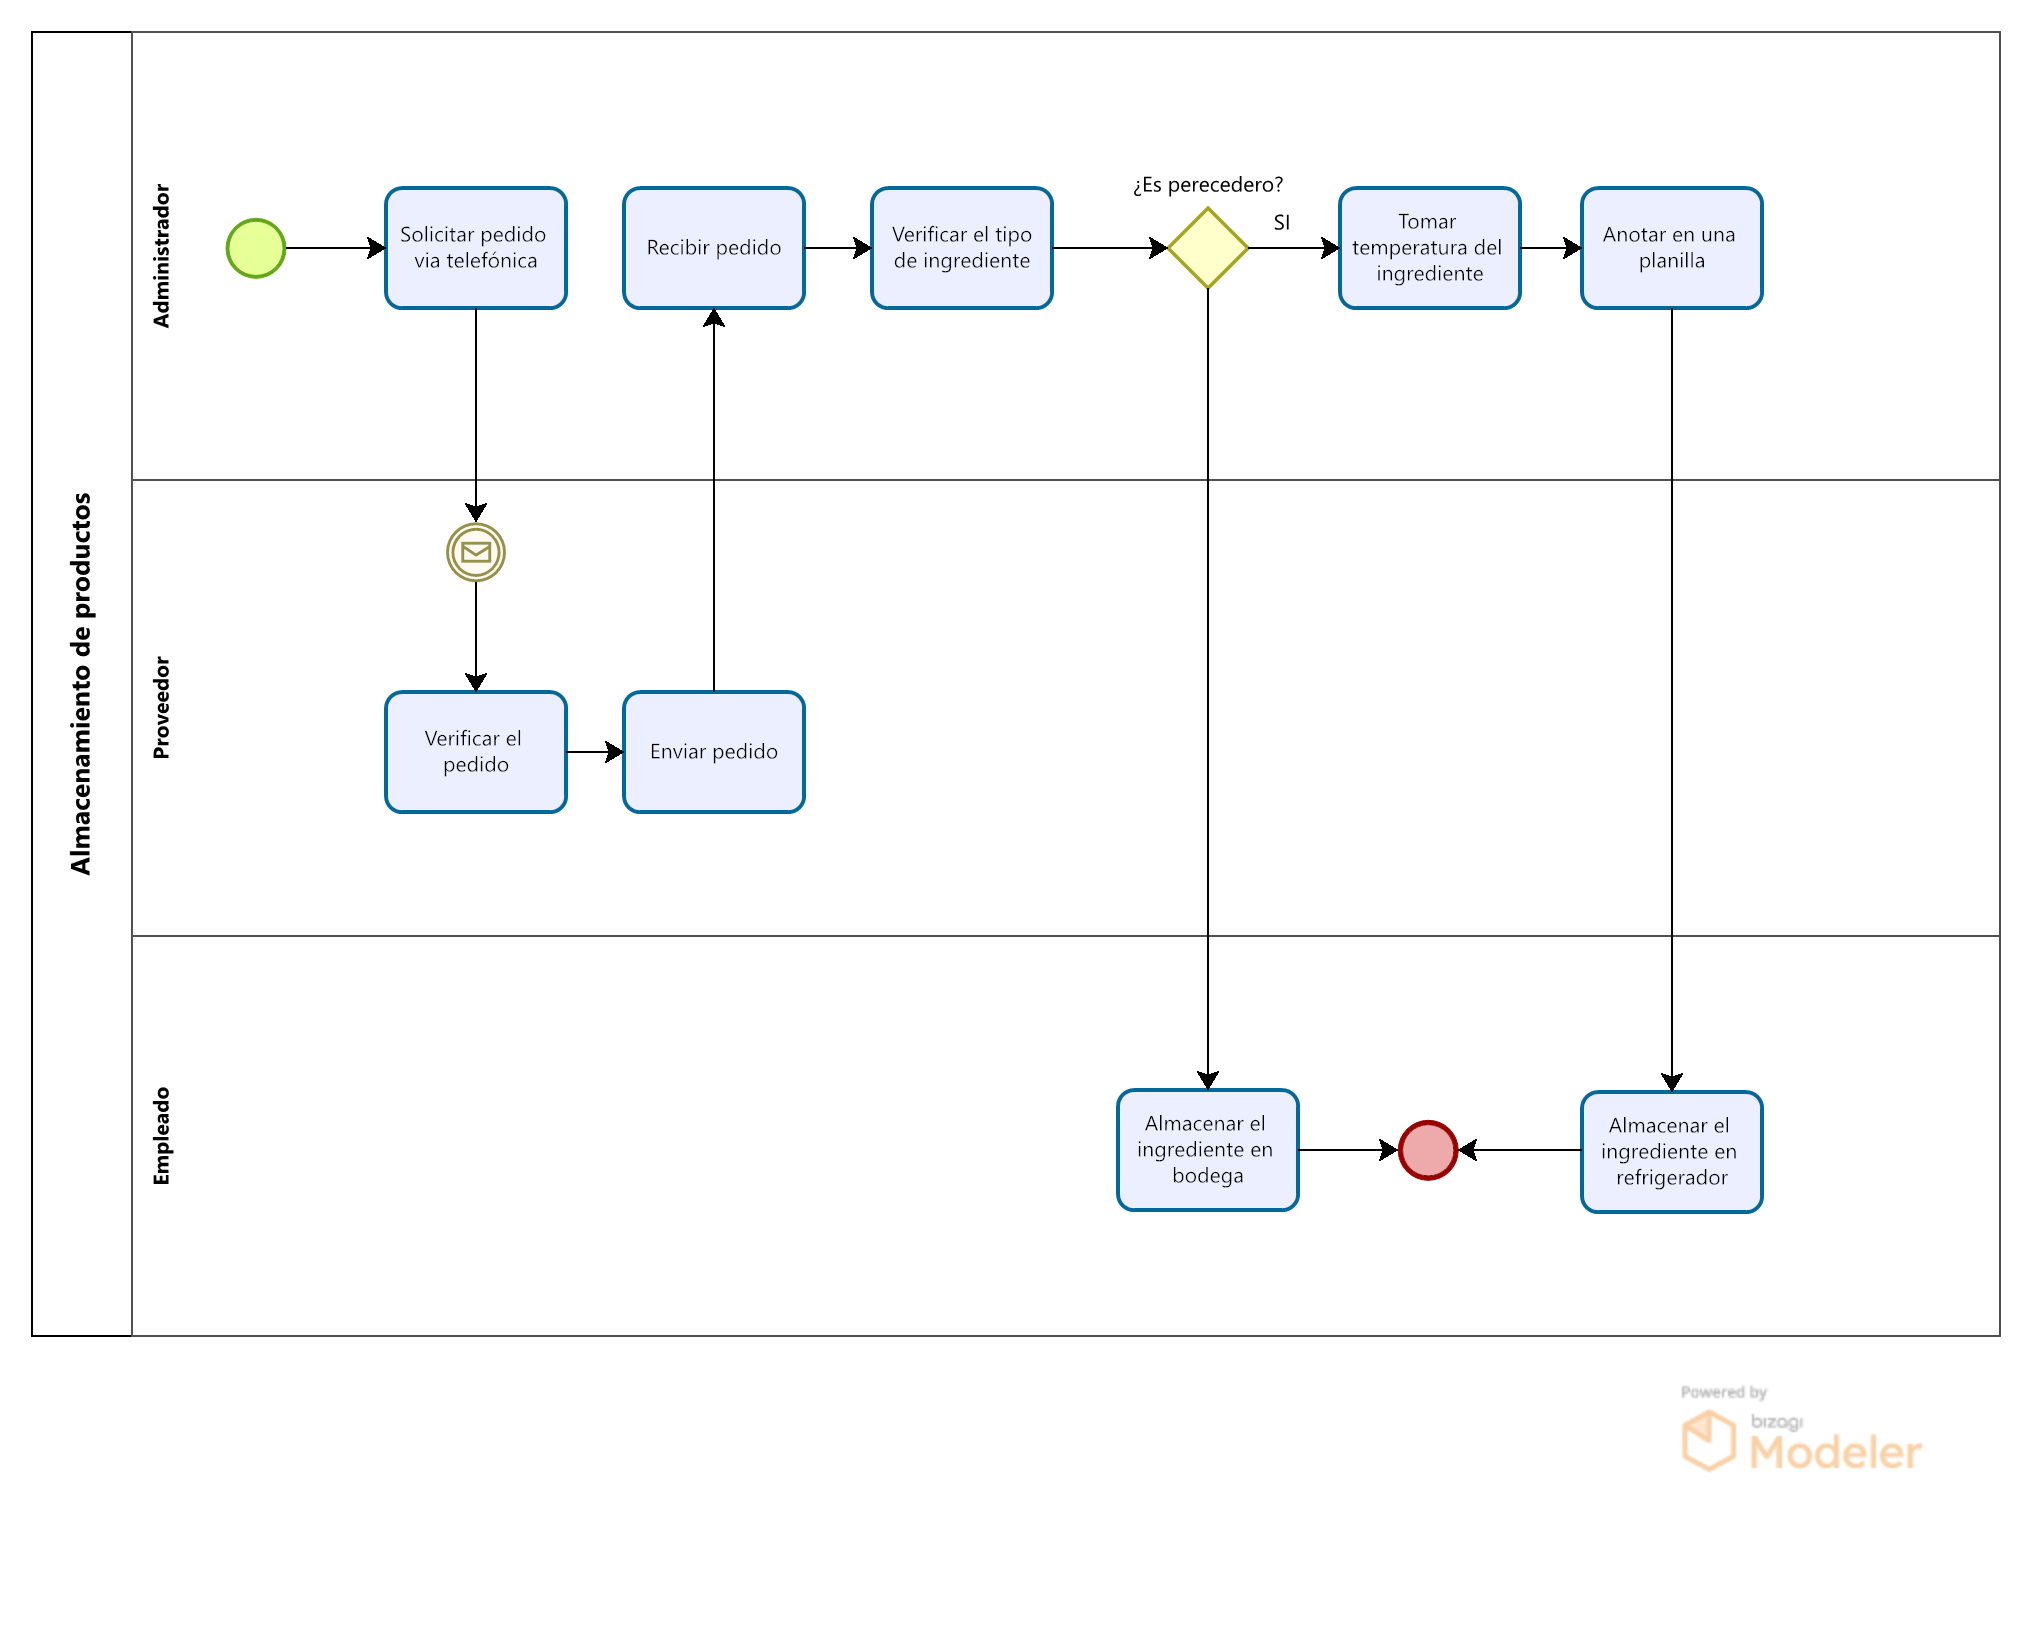 Almacenamiento de productos
Administrador
Solicitar pedido
via telefónica
Recibir pedido
Verificar el tipo
de ingrediente
¿Es perecedero?
SI
Tomar
temperatura del
ingrediente
Anotar en una
planilla
Proveedor
Verificar el
pedido
Enviar pedido
Empleado
Almacenar el
ingrediente en
bodega
Almacenar el
ingrediente en
refrigerador
Powered by
bizagi
Modeler